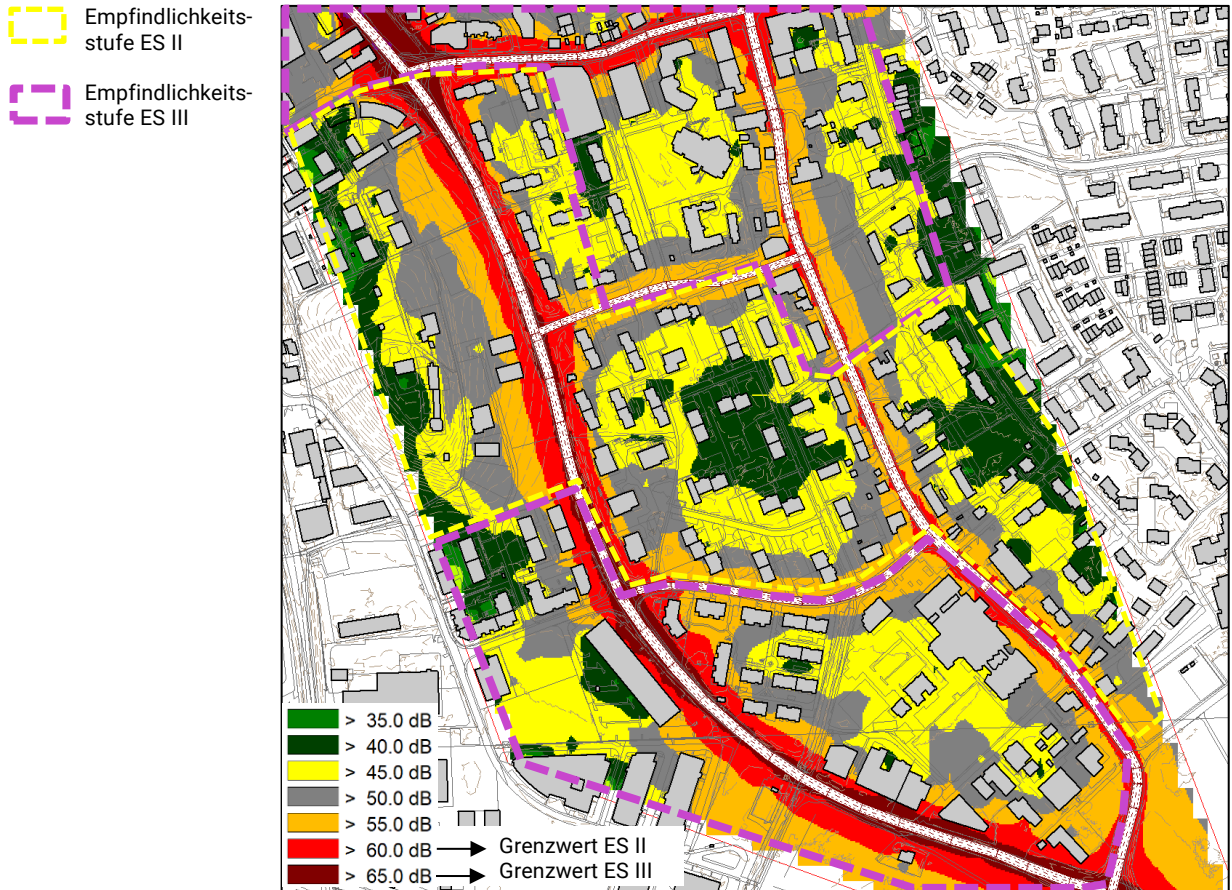 Empfindlichkeits-
stufe ES II
Empfindlichkeits-
stufe ES III
> 35.0 dB
> 40.0 dB
> 45.0 dB
> 50.0 dB
> 55.0 dB
> 60.0 dB Grenzwert ES II
> 65.0 dB Grenzwert ES III